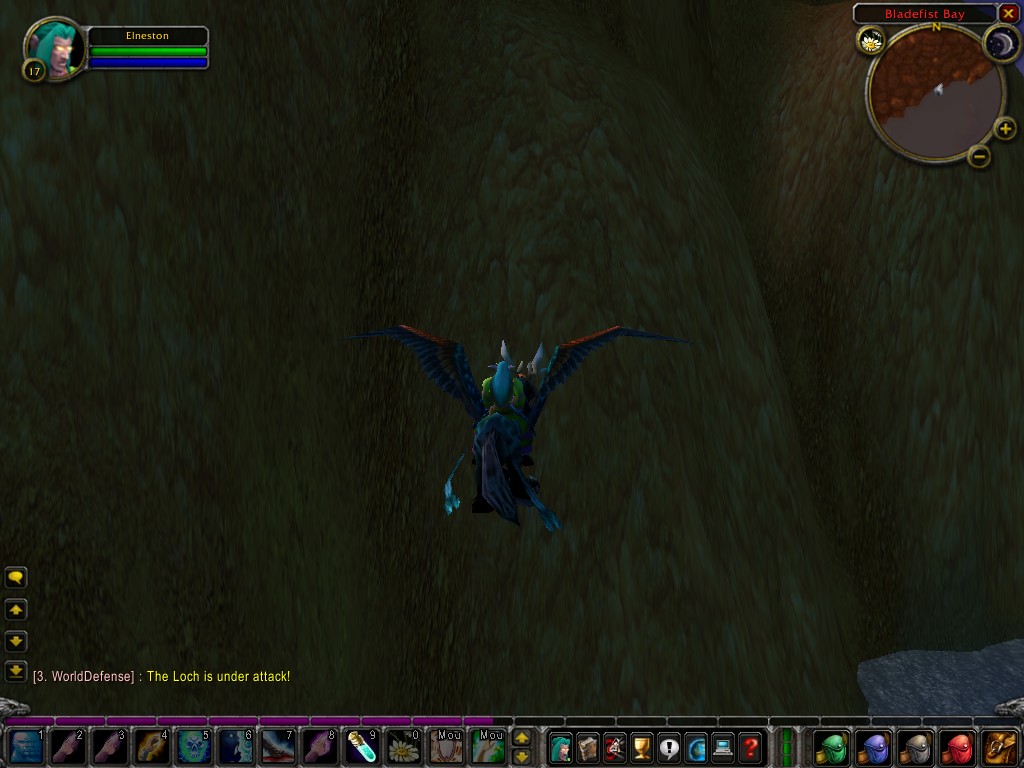 Elneston
17
Bladefist Bay
N
[3. WorldDefense] : The Loch is under attack!
1 2 3 4 5 6 7 8 9 0 Mou Mou